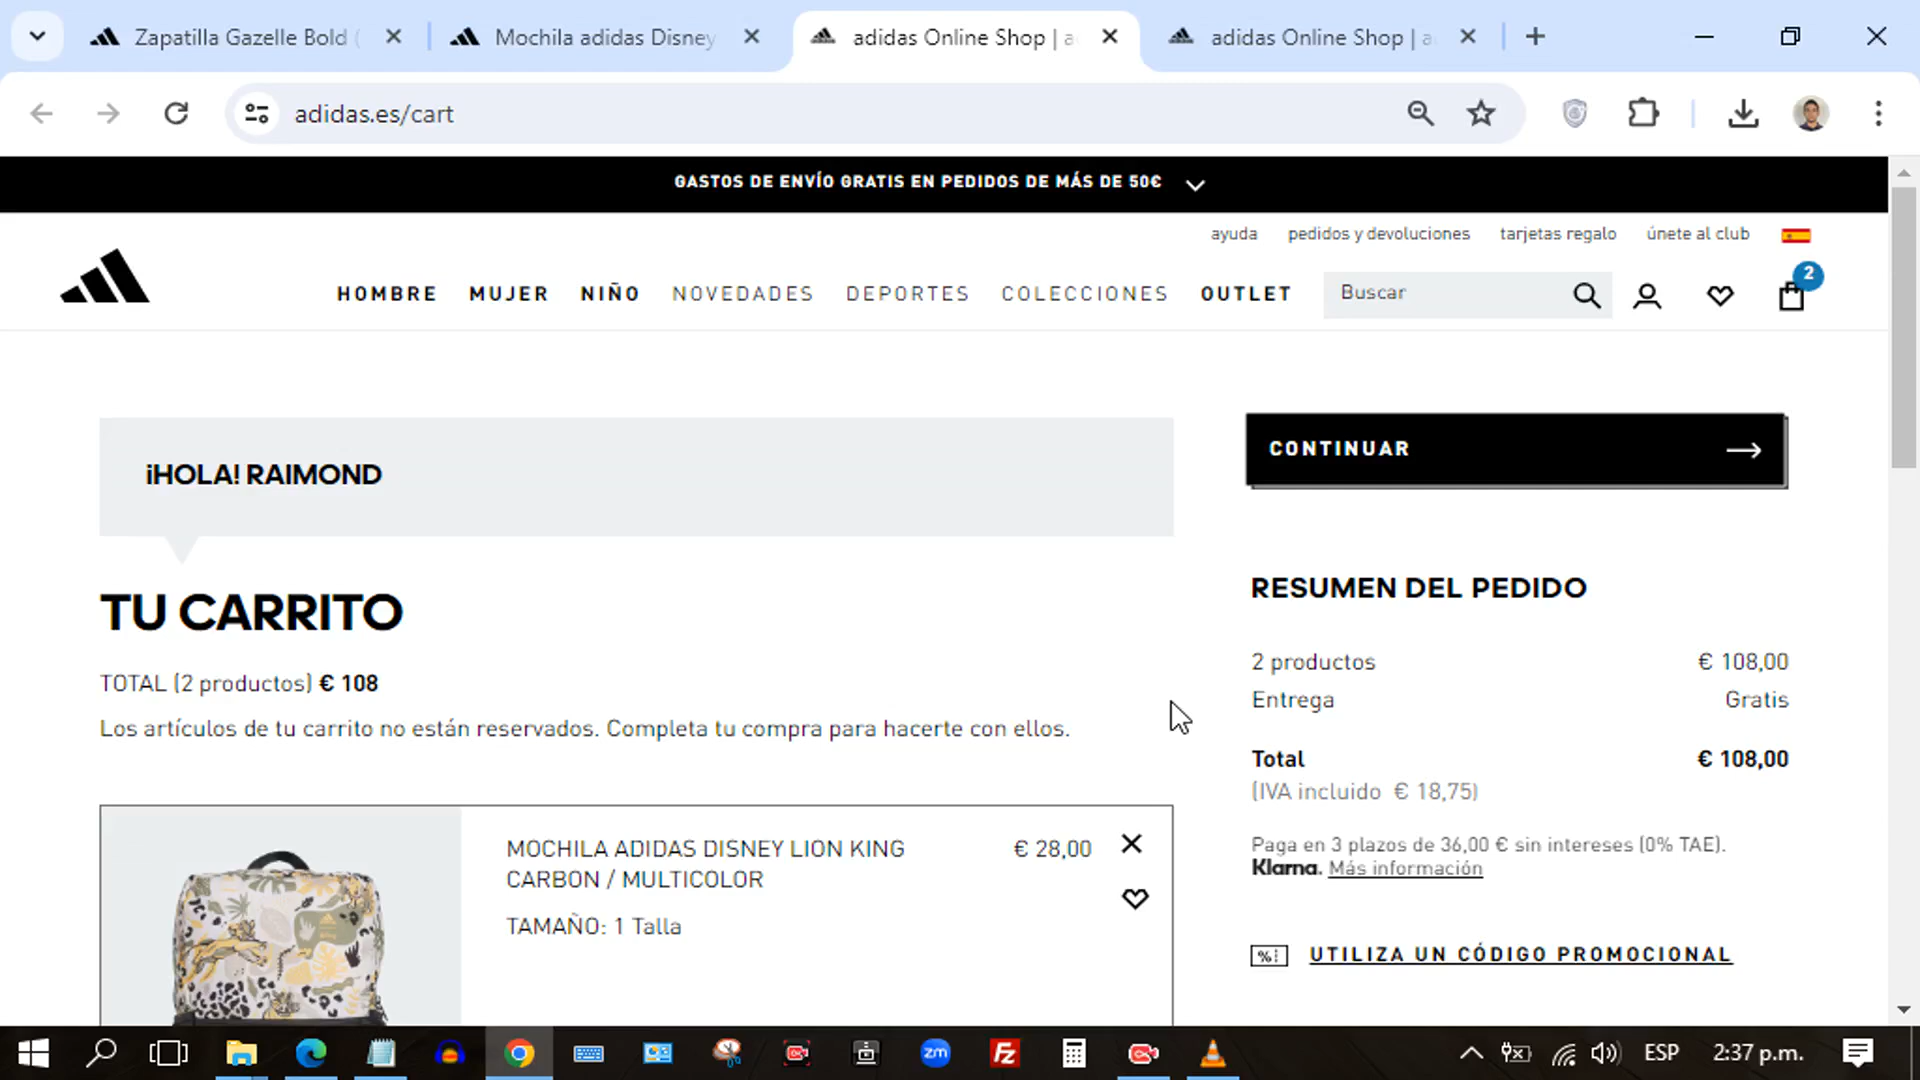 Zapatilla Gazelle Bold (
Mochila adidas Disney
adidas Online Shop | a
adidas Online Shop | a
adidas.es/cart
GASTOS DE ENVÍO GRATIS EN PEDIDOS DE MÁS DE 50€
ayuda
pedidos y devoluciones
tarjetas regalo
únete al club
HOMBRE
MUJER
NIÑO
NOVEDADES
DEPORTES
COLECCIONES
OUTLET
Buscar
2
¡HOLA! RAIMOND
CONTINUAR
TU CARRITO
TOTAL (2 productos) € 108
Los artículos de tu carrito no están reservados. Completa tu compra para hacerte con ellos.
RESUMEN DEL PEDIDO
2 productos € 108,00
Entrega Gratis
Total € 108,00
(IVA incluido € 18,75)
Paga en 3 plazos de 36,00 € sin intereses (0% TAE).
Klarna. Más información
UTILIZA UN CÓDIGO PROMOCIONAL
MOCHILA ADIDAS DISNEY LION KING € 28,00
CARBON / MULTICOLOR
TAMAÑO: 1 Talla
zm
Fz
ESP
2:37 p.m.